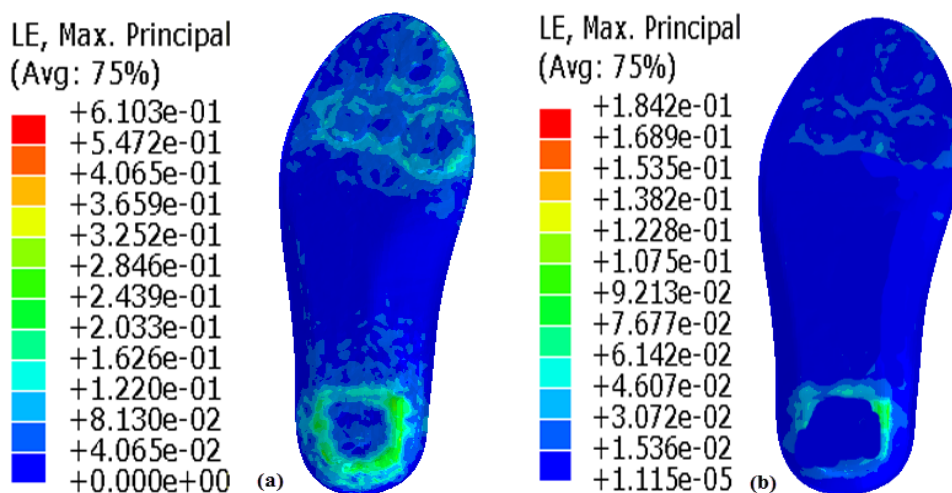 LE, Max. Principal
(Avg: 75%)
+6.103e-01
+5.472e-01
+4.065e-01
+3.659e-01
+3.252e-01
+2.846e-01
+2.439e-01
+2.033e-01
+1.626e-01
+1.220e-01
+8.130e-02
+4.065e-02
+0.000e+00
(a)
LE, Max. Principal
(Avg: 75%)
+1.842e-01
+1.689e-01
+1.535e-01
+1.382e-01
+1.228e-01
+1.075e-01
+9.213e-02
+7.677e-02
+6.142e-02
+4.607e-02
+3.072e-02
+1.536e-02
+1.115e-05
(b)